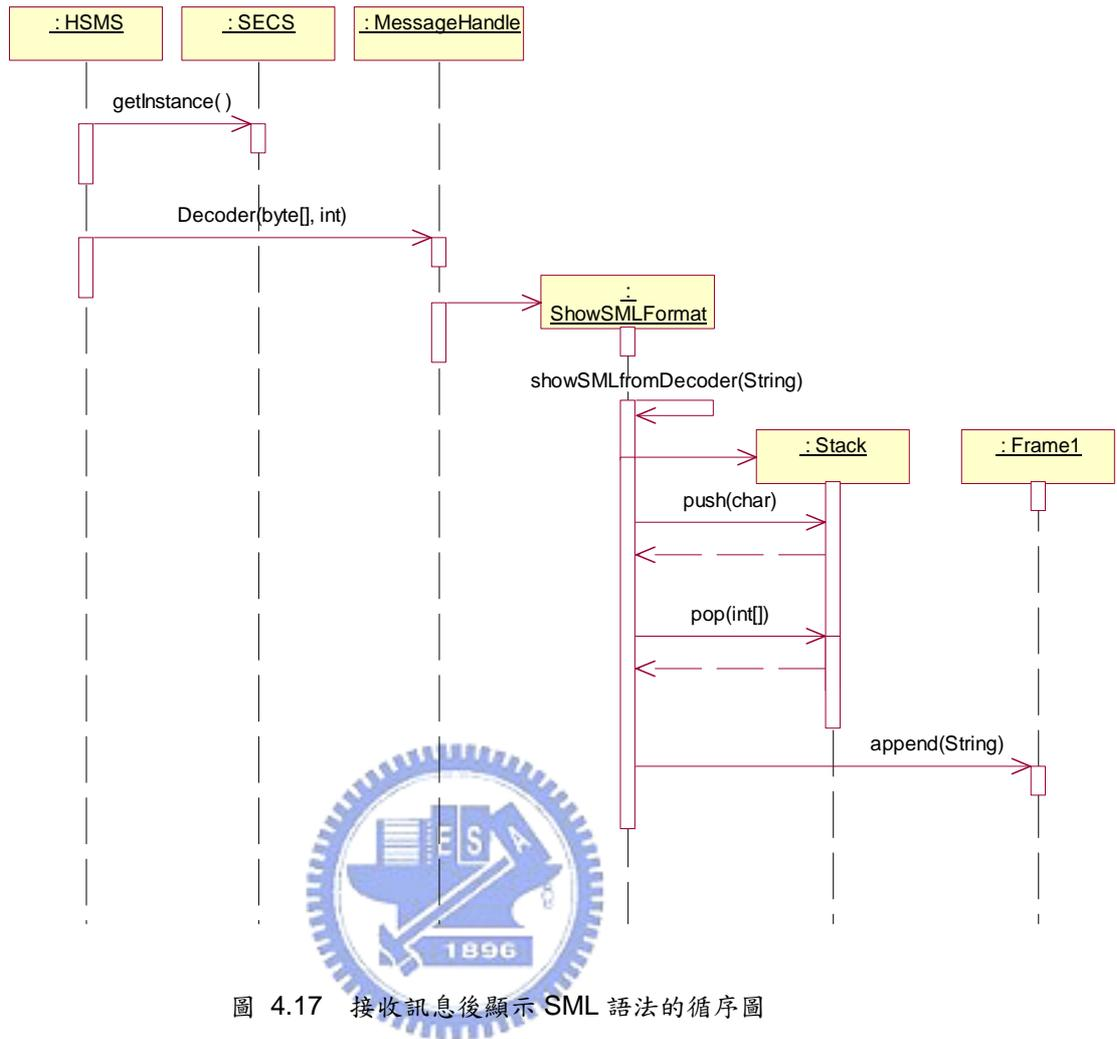 : HSMS
: SECS
: MessageHandle
getInstance( )
Decoder(byte[], int)
:
ShowSMLFormat
showSMLfromDecoder(String)
: Stack
: Frame1
push(char)
pop(int[])
append(String)
E S A
1896
圖 4.17 接收訊息後顯示 SML 語法的循序圖